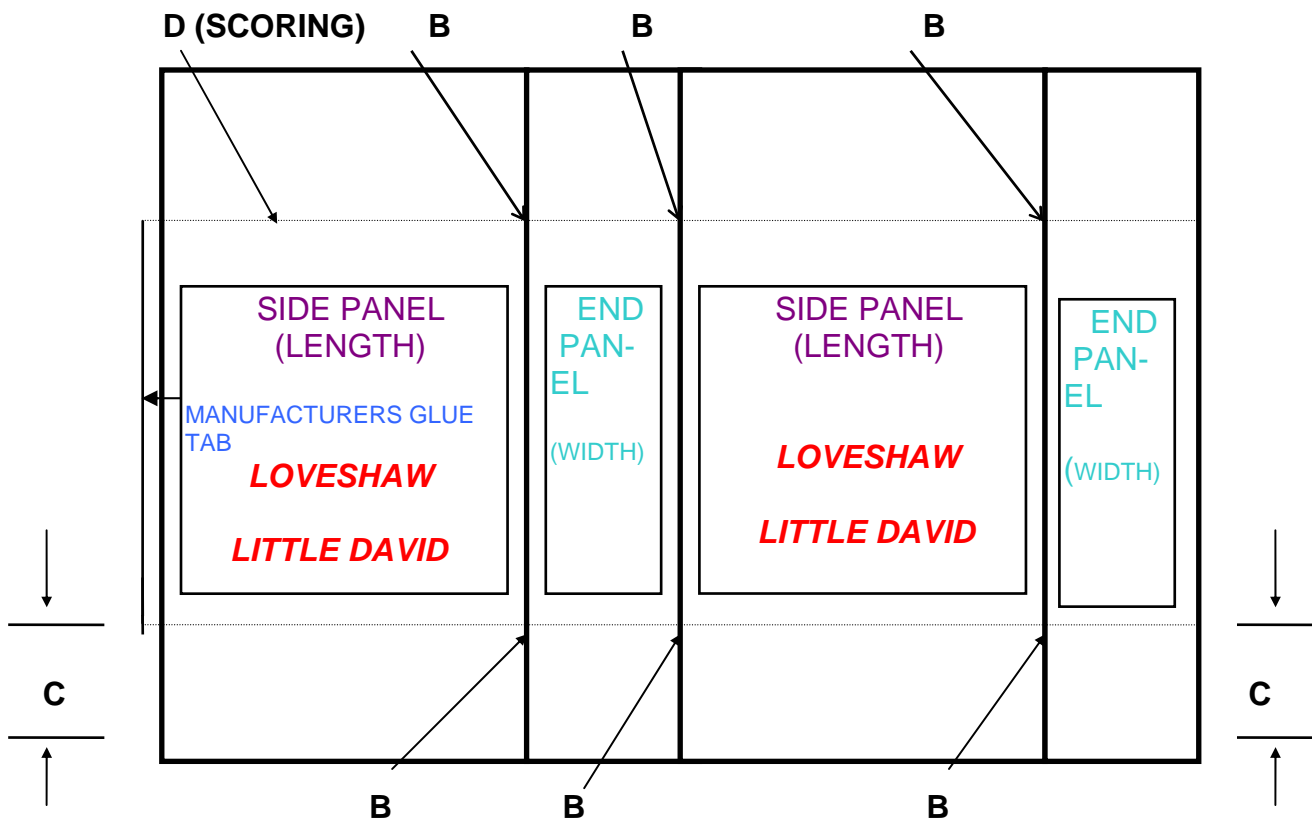 D (SCORING) B B B
SIDE PANEL
(LENGTH)
MANUFACTURERS GLUE
TAB
LOVESHAW
LITTLE DAVID
END
PAN-
EL
(WIDTH)
SIDE PANEL
(LENGTH)
LOVESHAW
LITTLE DAVID
END
PAN-
EL
(WIDTH)
C C
B B B